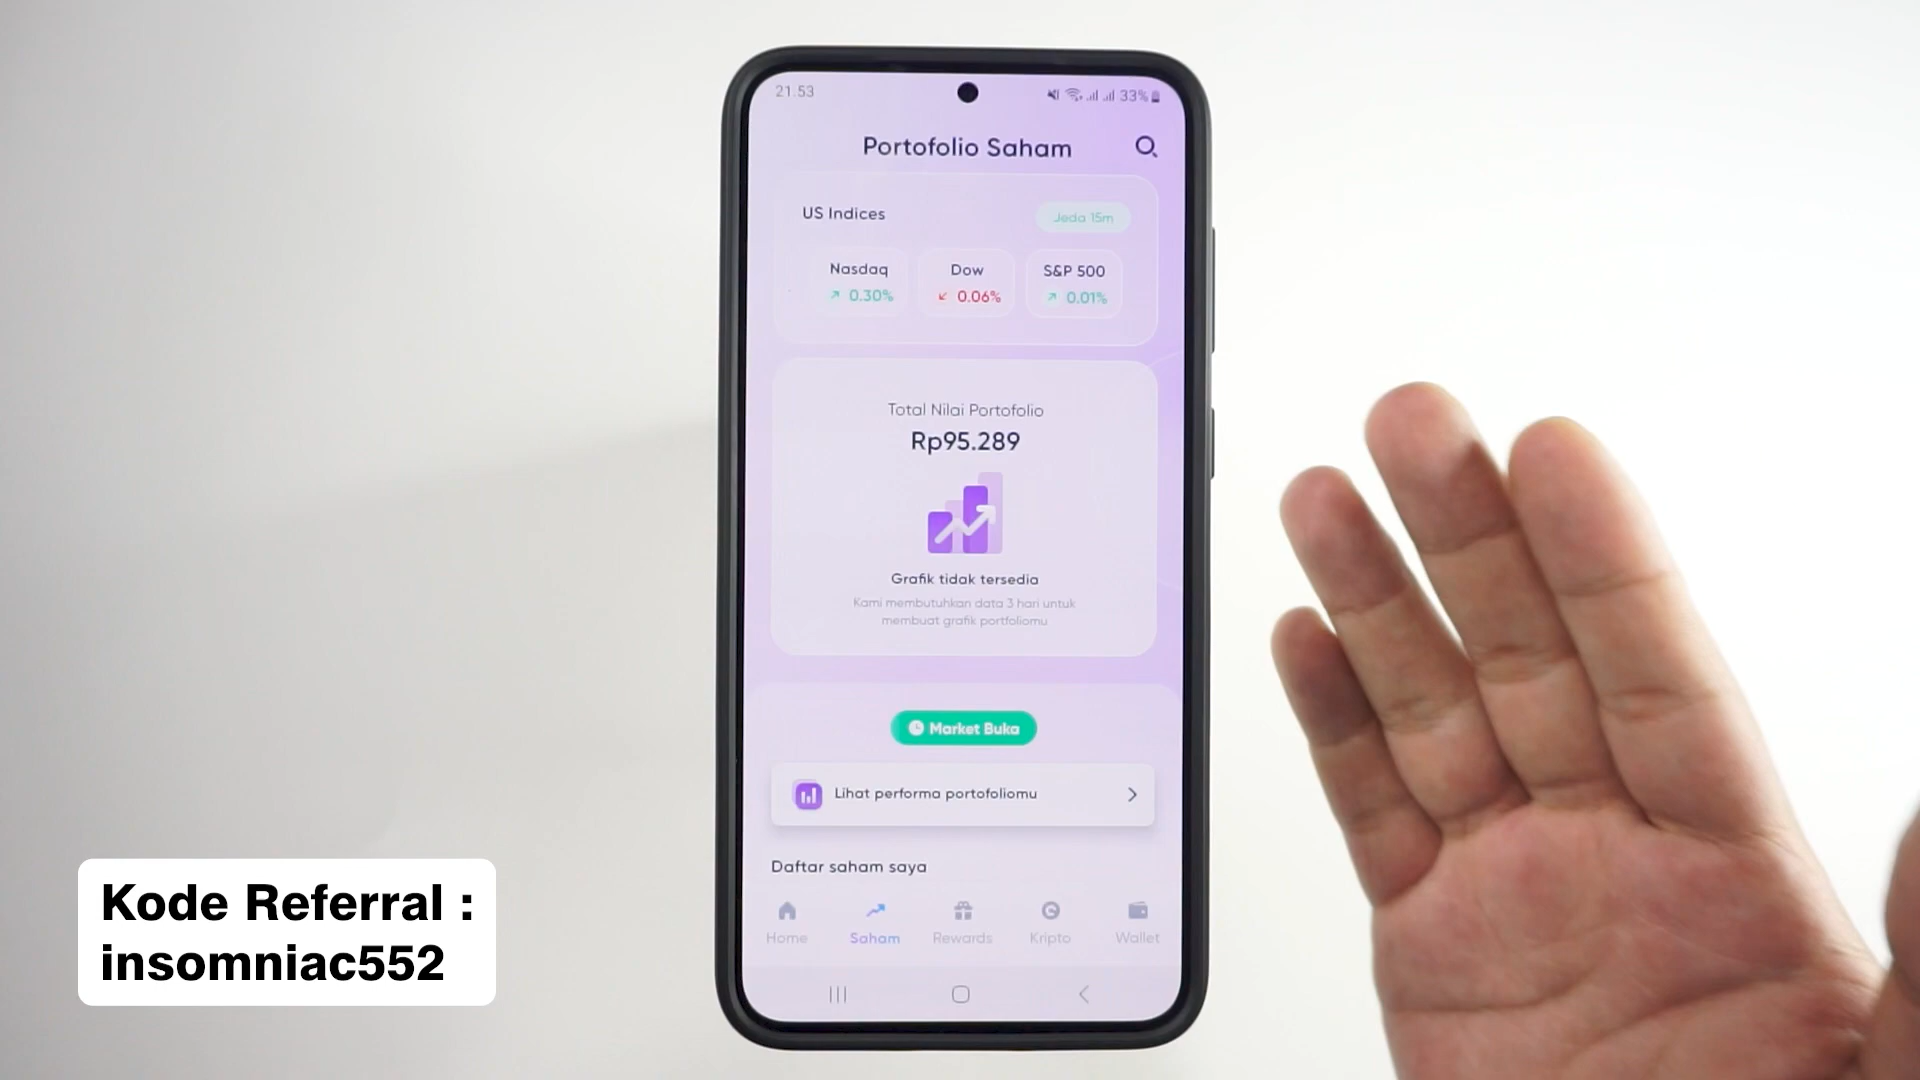 21.53
33%
Portofolio Saham
US Indices
Jeda 15m
Nasdaq
0.30%
Dow
0.06%
S&P 500
0.01%
Total Nilai Portofolio
Rp95.289
Grafik tidak tersedia
Kami membutuhkan data 3 hari untuk
membuat grafik portfoliomu
Market Buka
Lihat performa portofoliomu
Daftar saham saya
Home
Saham
Rewards
Kripto
Wallet
Kode Referral :
insomniac552